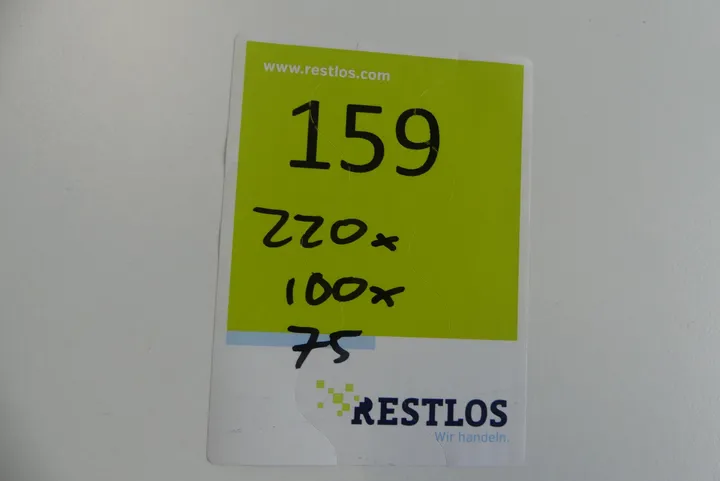 www.restlos.com
159
220x
100x
75
RESTLOS
Wir handeln.